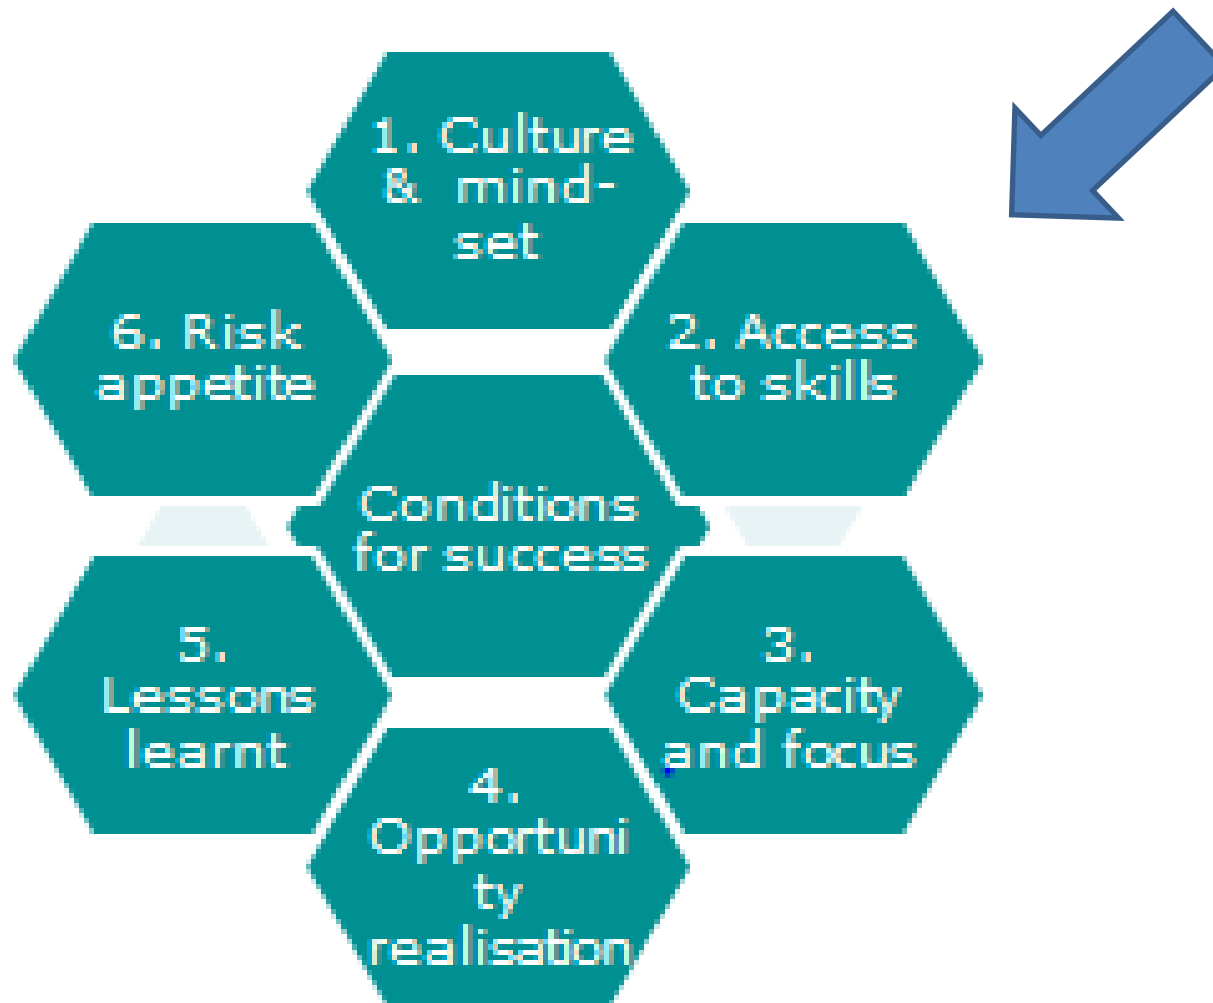 1. Culture
& mind-
set
2. Access
to skills
3.
Capacity
and focus
4.
Opportuni
ty
realisation
5.
Lessons
learnt
6. Risk
appetite
Conditions
for success